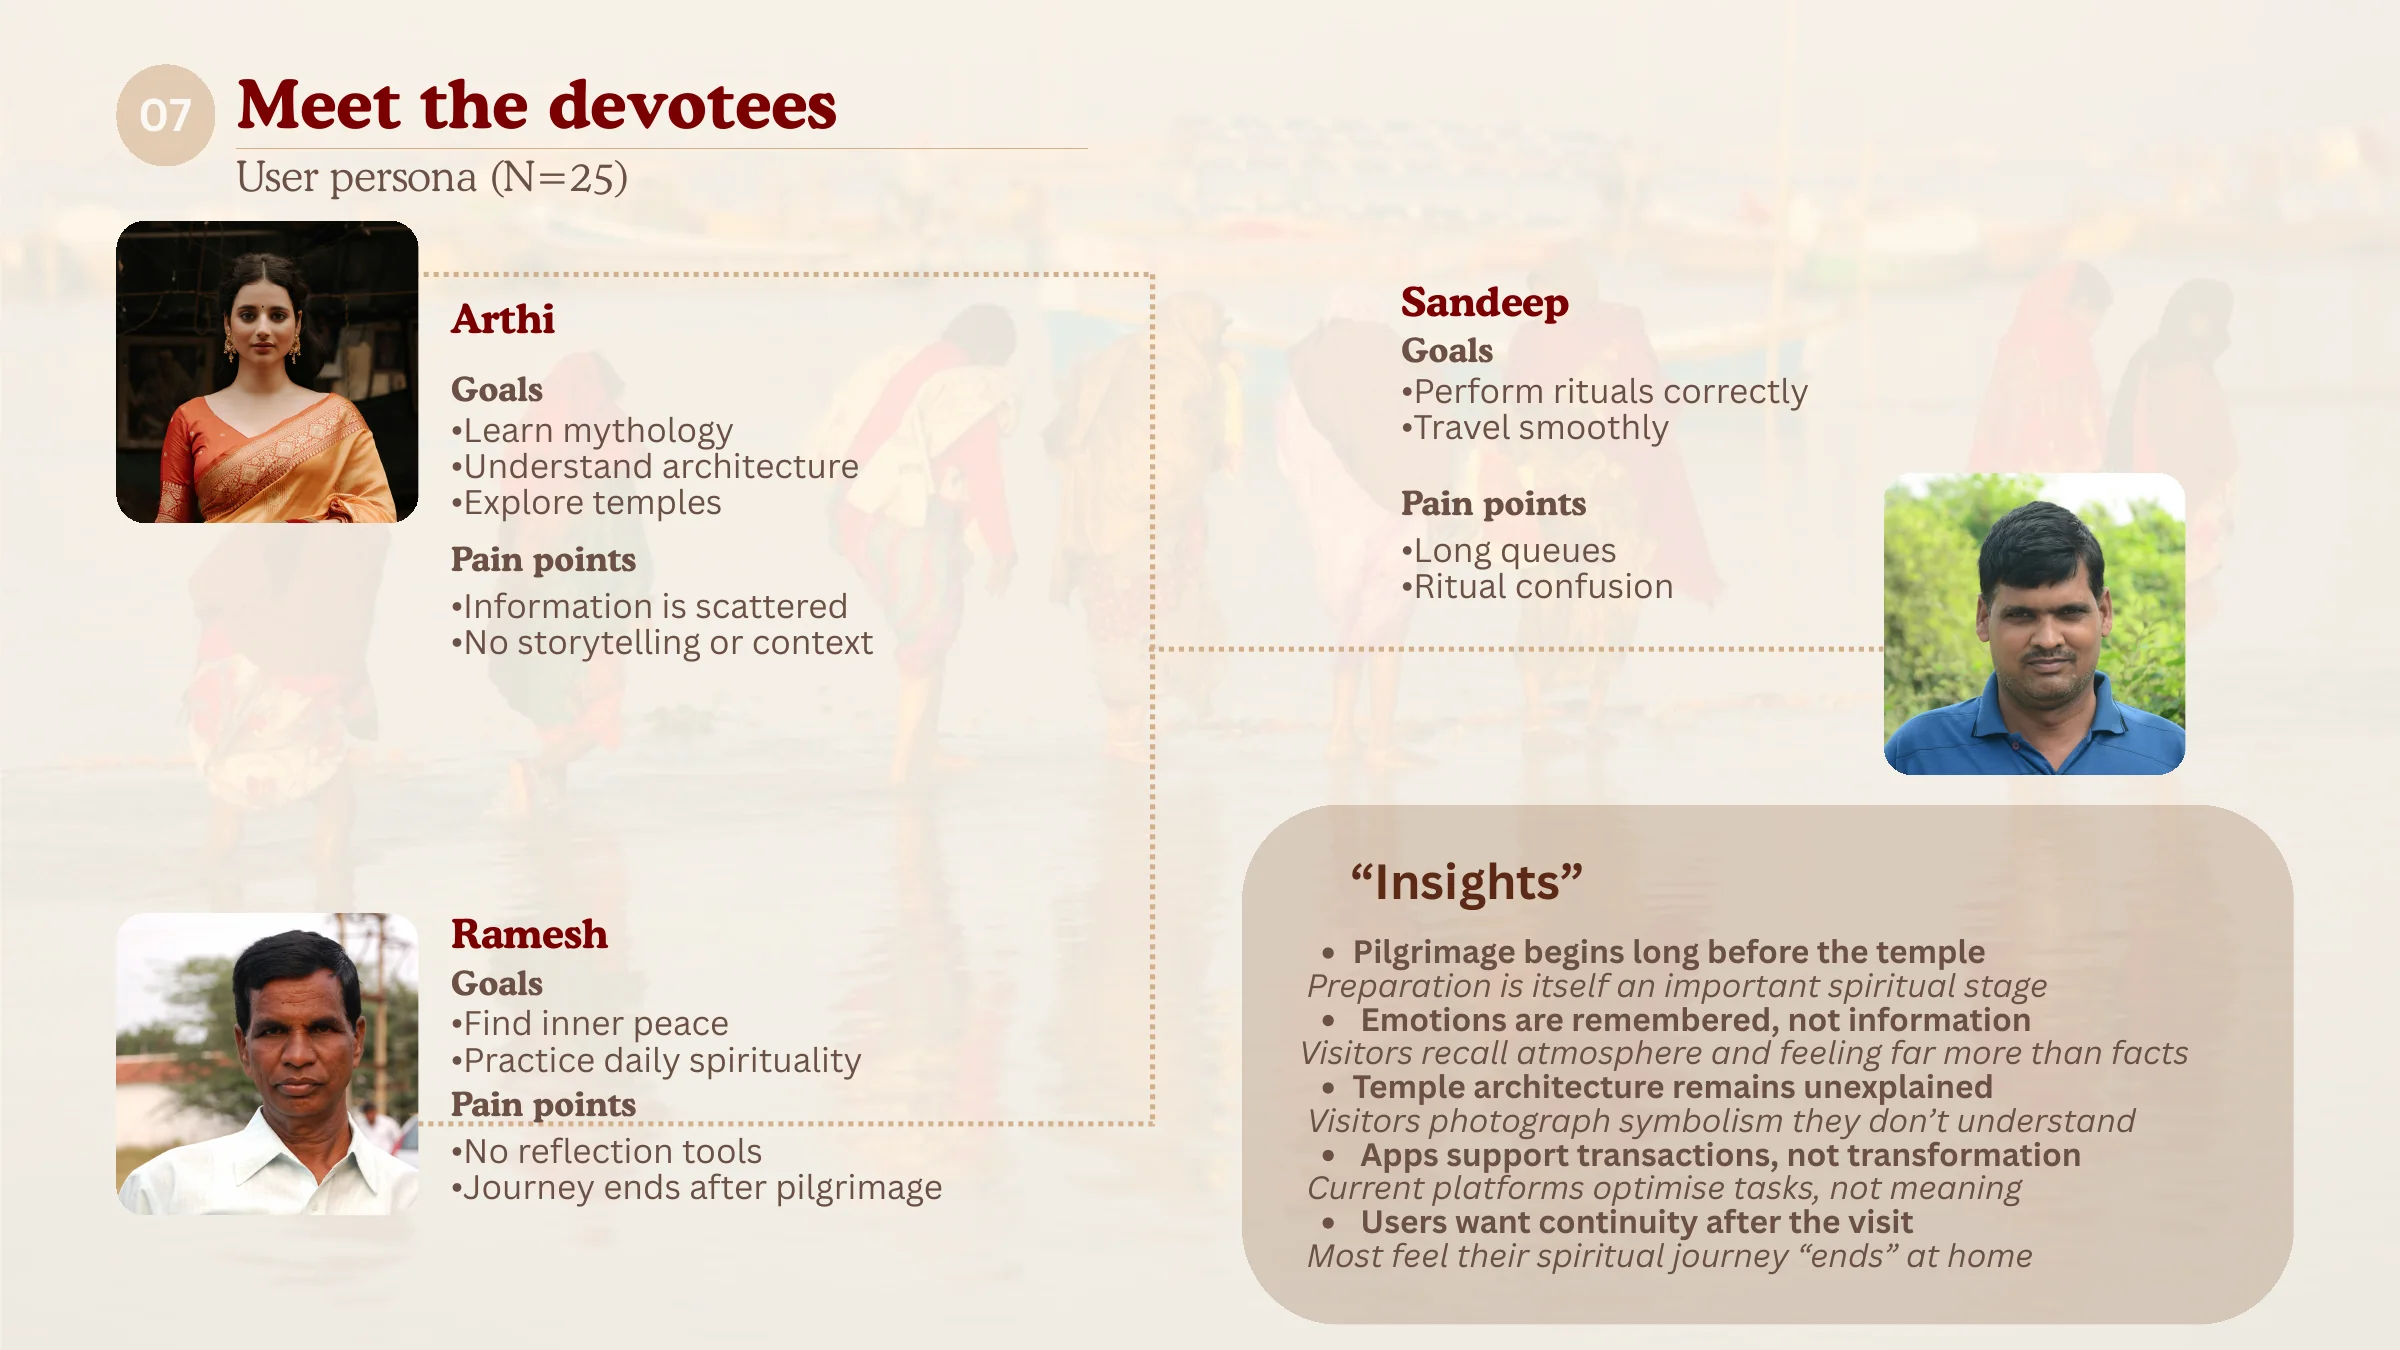 07
Meet the devotees
User persona (N=25)
Arthi
Goals
•Learn mythology
•Understand architecture
•Explore temples
Pain points
•Information is scattered
•No storytelling or context
Sandeep
Goals
•Perform rituals correctly
•Travel smoothly
Pain points
•Long queues
•Ritual confusion
Ramesh
Goals
•Find inner peace
•Practice daily spirituality
Pain points
•No reflection tools
•Journey ends after pilgrimage
“Insights”
• Pilgrimage begins long before the temple
Preparation is itself an important spiritual stage
• Emotions are remembered, not information
Visitors recall atmosphere and feeling far more than facts
• Temple architecture remains unexplained
Visitors photograph symbolism they don’t understand
• Apps support transactions, not transformation
Current platforms optimise tasks, not meaning
• Users want continuity after the visit
Most feel their spiritual journey “ends” at home